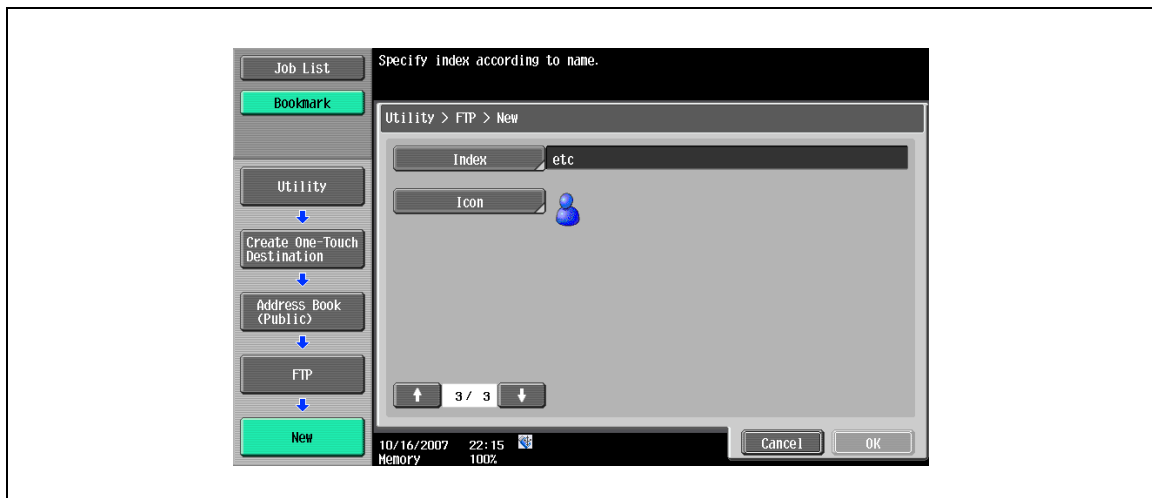 Job List
Bookmark
Utility
Create One-Touch
Destination
Address Book
(Public)
FTP
New
Specify index according to name.
Utility > FTP > New
Index
etc
Icon
3/ 3
10/16/2007 22:15
Memory 100%
Cancel
OK